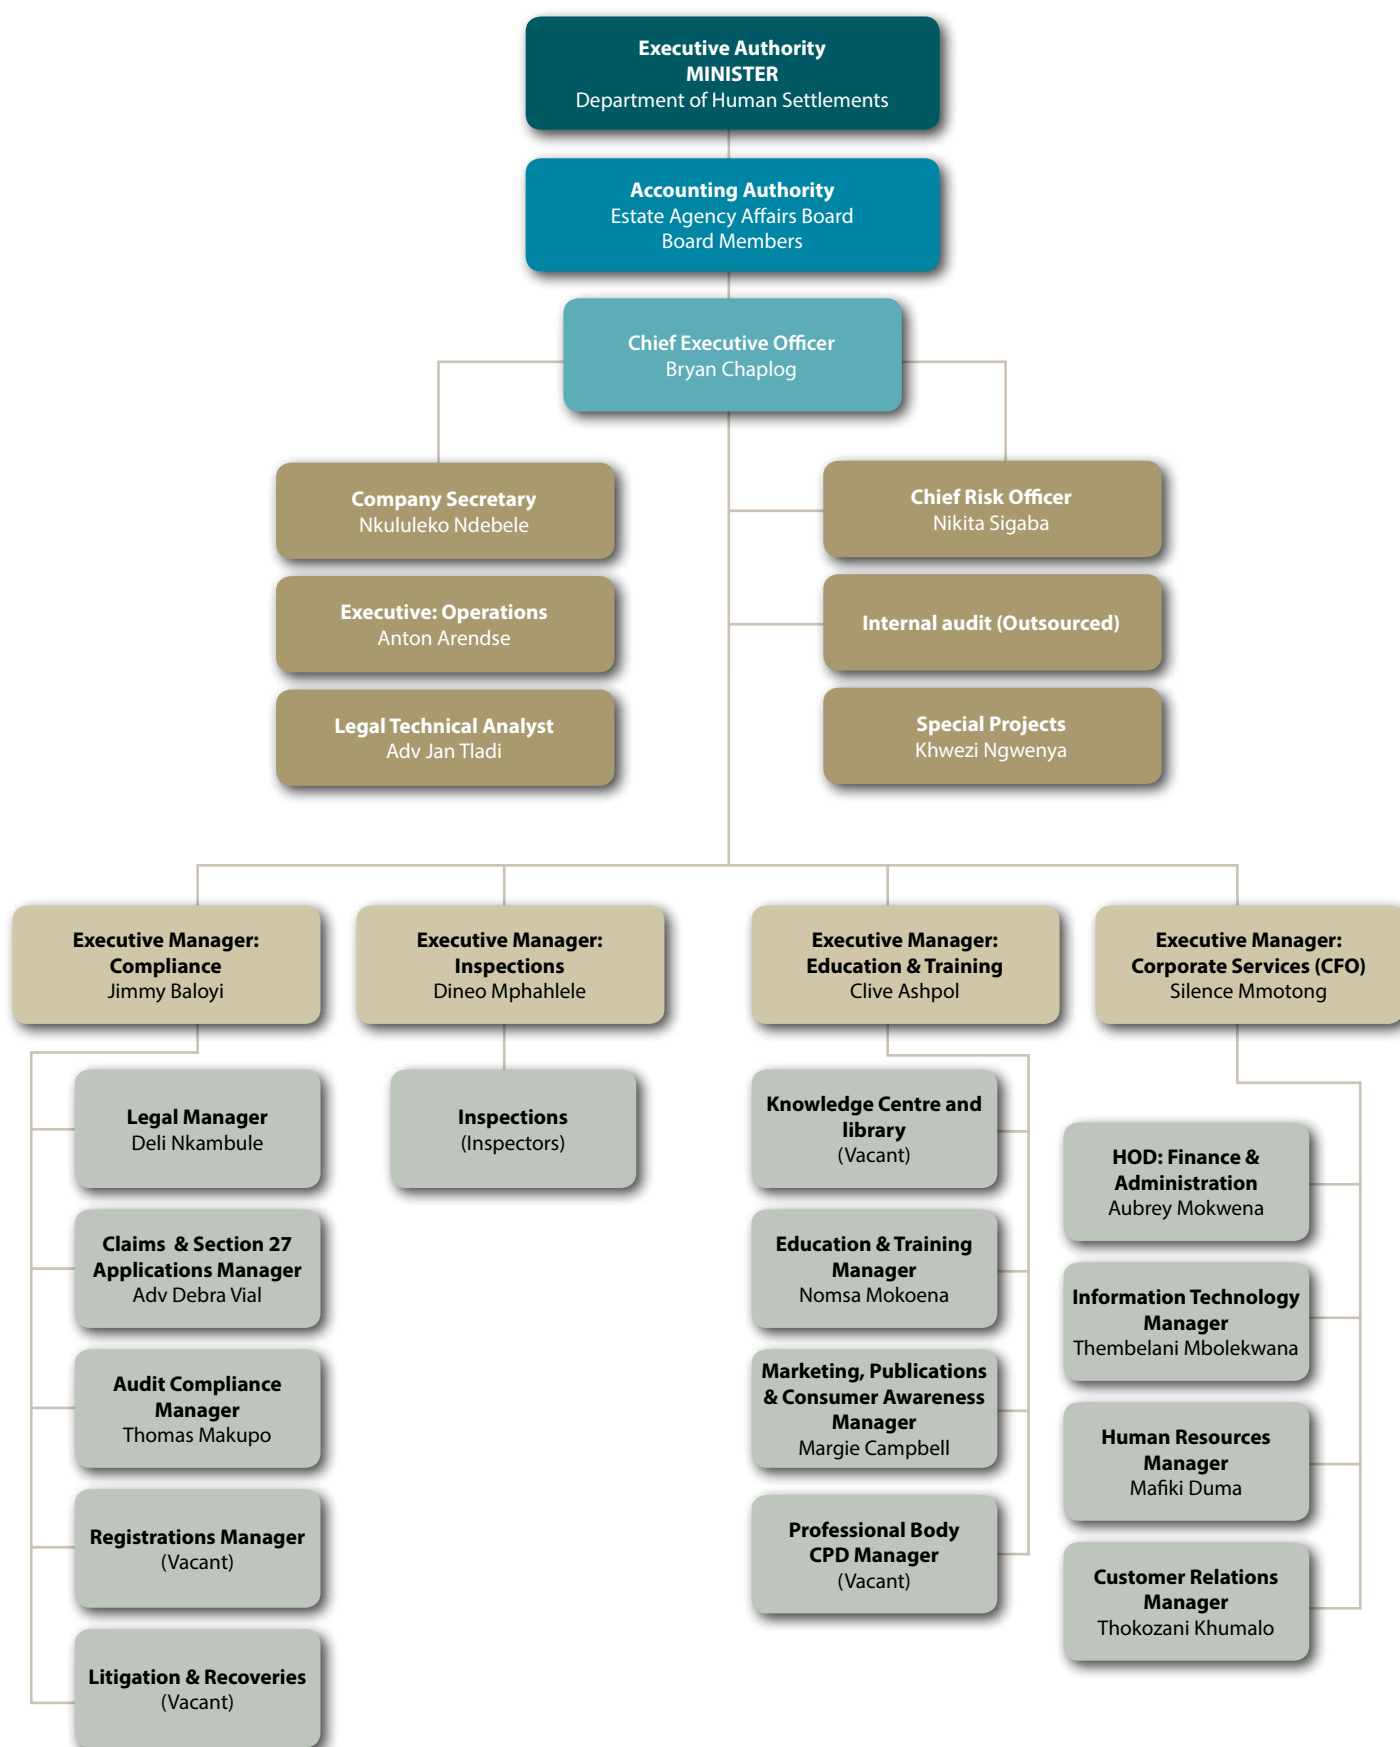 Executive Authority
MINISTER
Department of Human Settlements
Accounting Authority
Estate Agency Affairs Board
Board Members
Chief Executive Officer
Bryan Chaplog
Company Secretary
Nkululeko Ndebele
Chief Risk Officer
Nikita Sigaba
Executive: Operations
Anton Arendse
Internal audit (Outsourced)
Legal Technical Analyst
Adv Jan Tladi
Special Projects
Khwezi Ngwenya
Executive Manager:
Compliance
Jimmy Baloyi
Executive Manager:
Inspections
Dineo Mphahlele
Executive Manager:
Education & Training
Clive Ashpol
Executive Manager:
Corporate Services (CFO)
Silence Mmotong
Legal Manager
Deli Nkambule
Claims & Section 27
Applications Manager
Adv Debra Vial
Audit Compliance
Manager
Thomas Makupo
Registrations Manager
(Vacant)
Litigation & Recoveries
(Vacant)
Inspections
(Inspectors)
Knowledge Centre and
library
(Vacant)
Education & Training
Manager
Nomsa Mokoena
Marketing, Publications
& Consumer Awareness
Manager
Margie Campbell
Professional Body
CPD Manager
(Vacant)
HOD: Finance &
Administration
Aubrey Mokwena
Information Technology
Manager
Thembelani Mbolekwana
Human Resources
Manager
Mafiki Duma
Customer Relations
Manager
Thokozani Khumalo